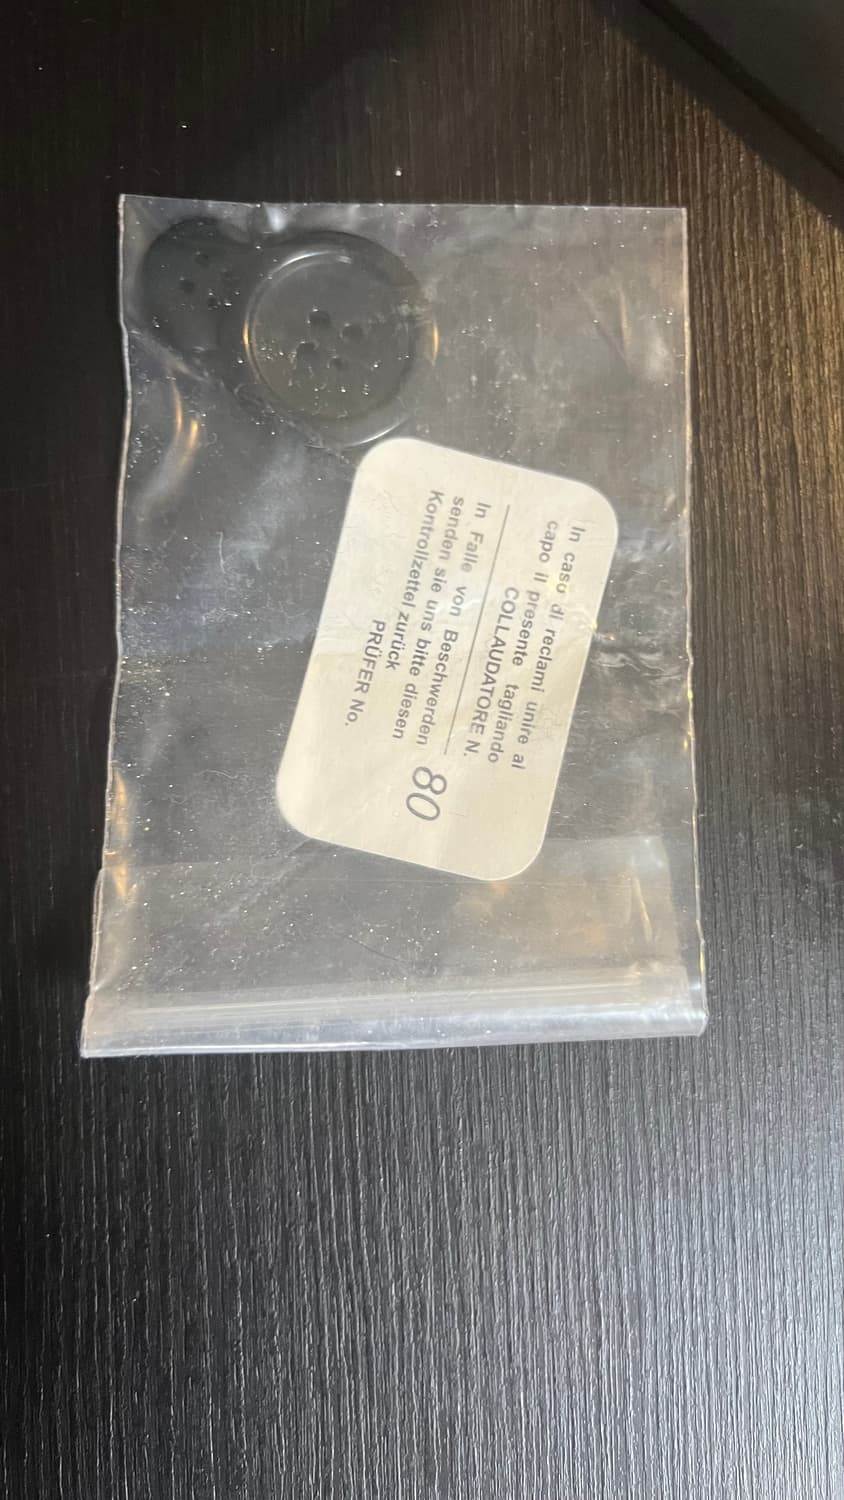 In caso di reclami unire al
capo il presente tagliando
COLLAUDATORE N.
80
In Falle von Beschwerden
senden sie uns bitte diesen
Kontrollzettel zurück
PRÜFER No.